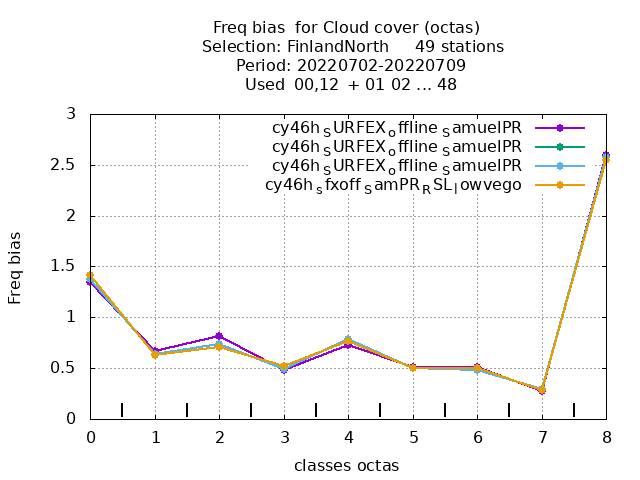 Freq bias  for Cloud cover (octas)
Selection: FinlandNorth     49 stations
Period: 20220702-20220709
Used  00,12  + 01 02 ... 48
cy46h_SURFEX_offline_SamuelPR
cy46h_SURFEX_offline_SamuelPR
cy46h_SURFEX_offline_SamuelPR
cy46h_sfxoff_SamPR_RSL_lowvego
3
2.5
2
1.5
1
0.5
0
Freq bias
0 1 2 3 4 5 6 7 8
classes octas